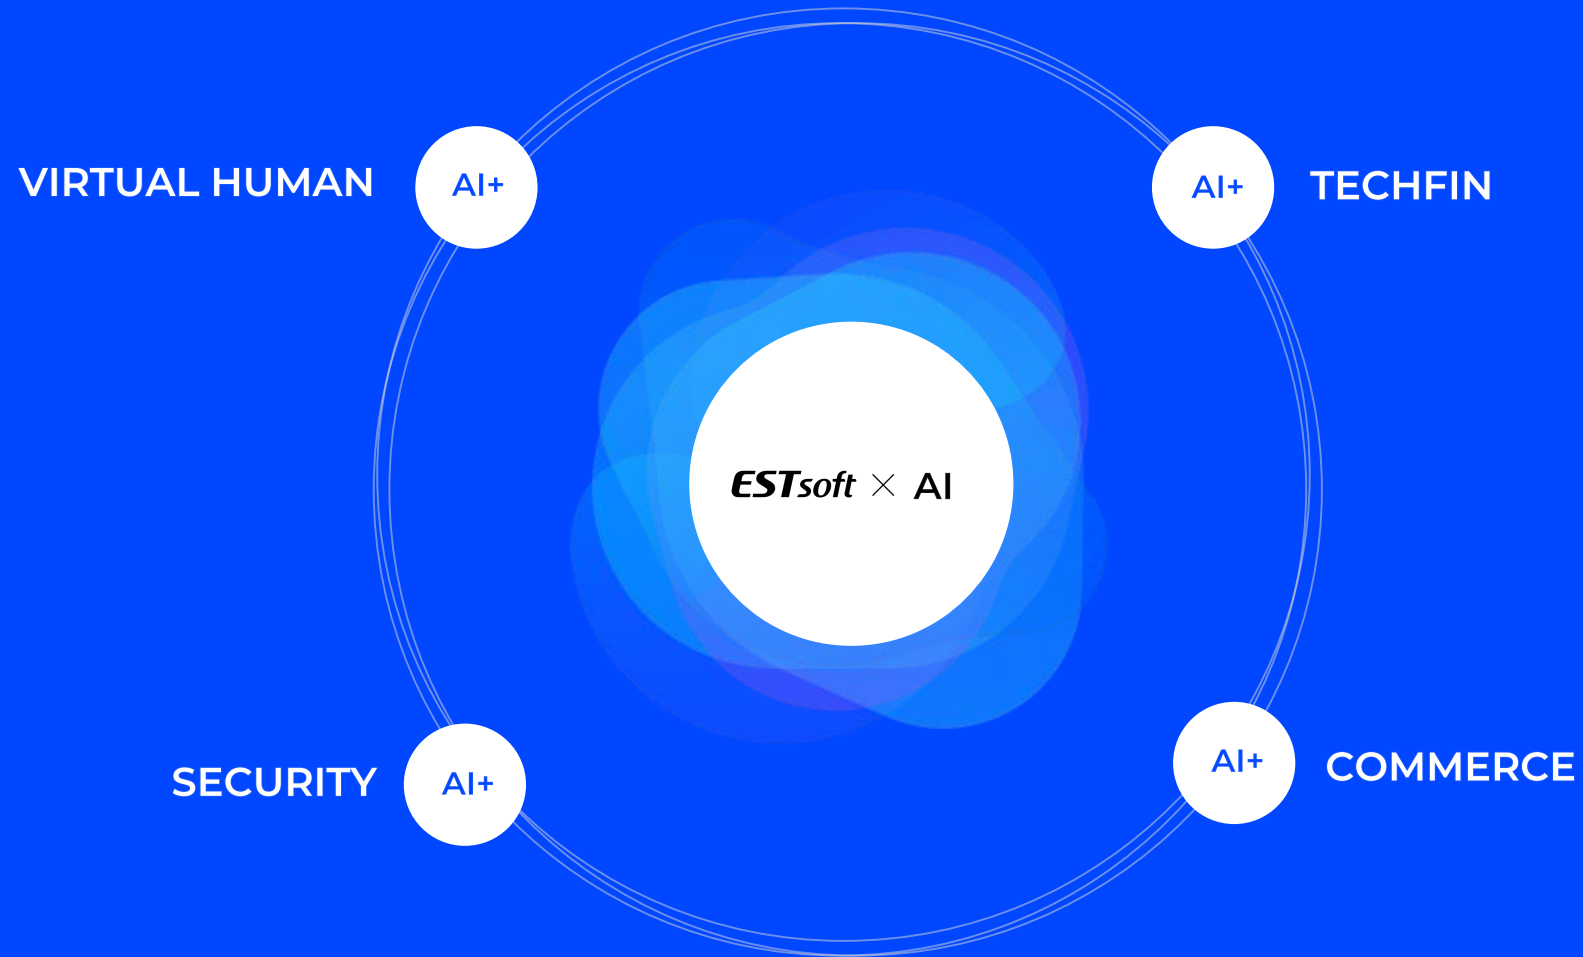 VIRTUAL HUMAN
AI+
AI+
TECHFIN
ESTsoft × AI
SECURITY
AI+
AI+
COMMERCE